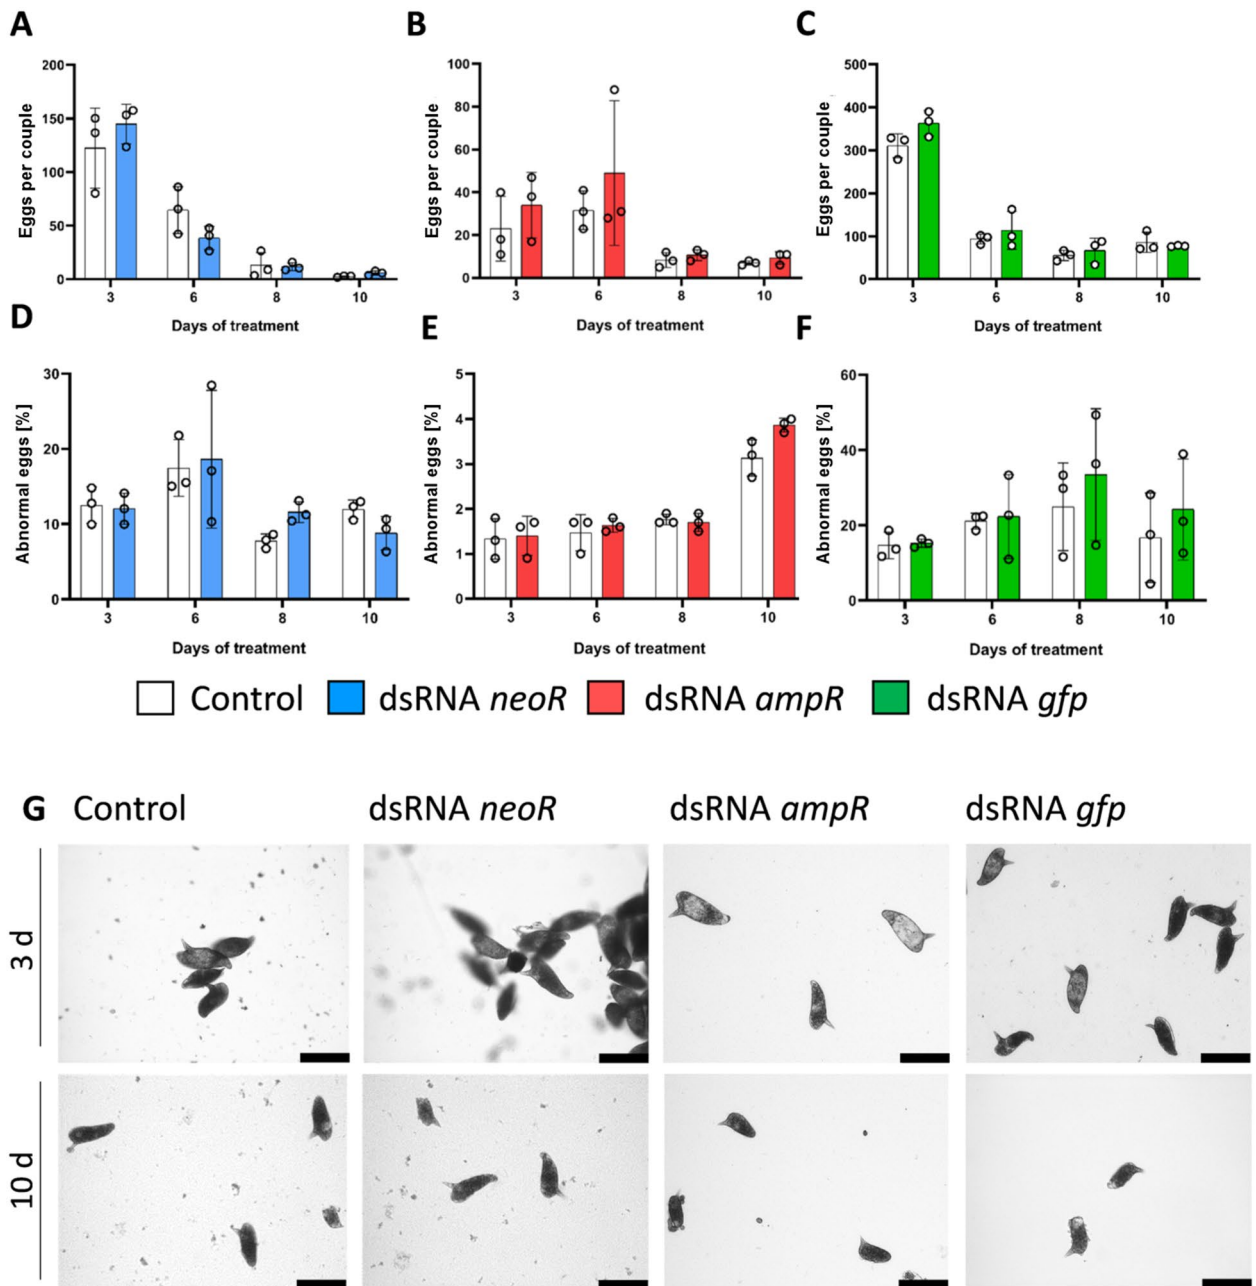 A
B
C
200
150
100
50
0
Eggs per couple
3 6 8 10
Days of treatment
100
80
60
40
20
0
Eggs per couple
3 6 8 10
Days of treatment
500
400
300
200
100
0
Eggs per couple
3 6 8 10
Days of treatment
D
E
F
30
20
10
0
Abnormal eggs [%]
3 6 8 10
Days of treatment
5
4
3
2
1
0
Abnormal eggs [%]
3 6 8 10
Days of treatment
60
40
20
0
Abnormal eggs [%]
3 6 8 10
Days of treatment
Control dsRNA neoR dsRNA ampR dsRNA gfp
G Control dsRNA neoR dsRNA ampR dsRNA gfp
3 d
10 d